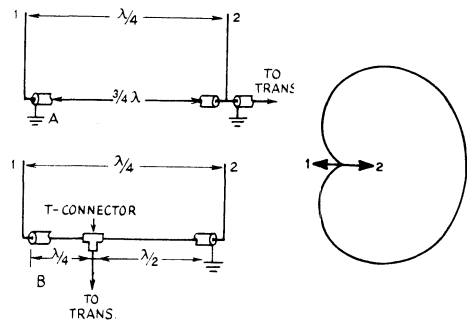 1 λ/4 2
TO
TRANS
3/4 λ
A
1 λ/4 2
T-CONNECTOR
λ/4 λ/2
B
TO
TRANS.
1 2